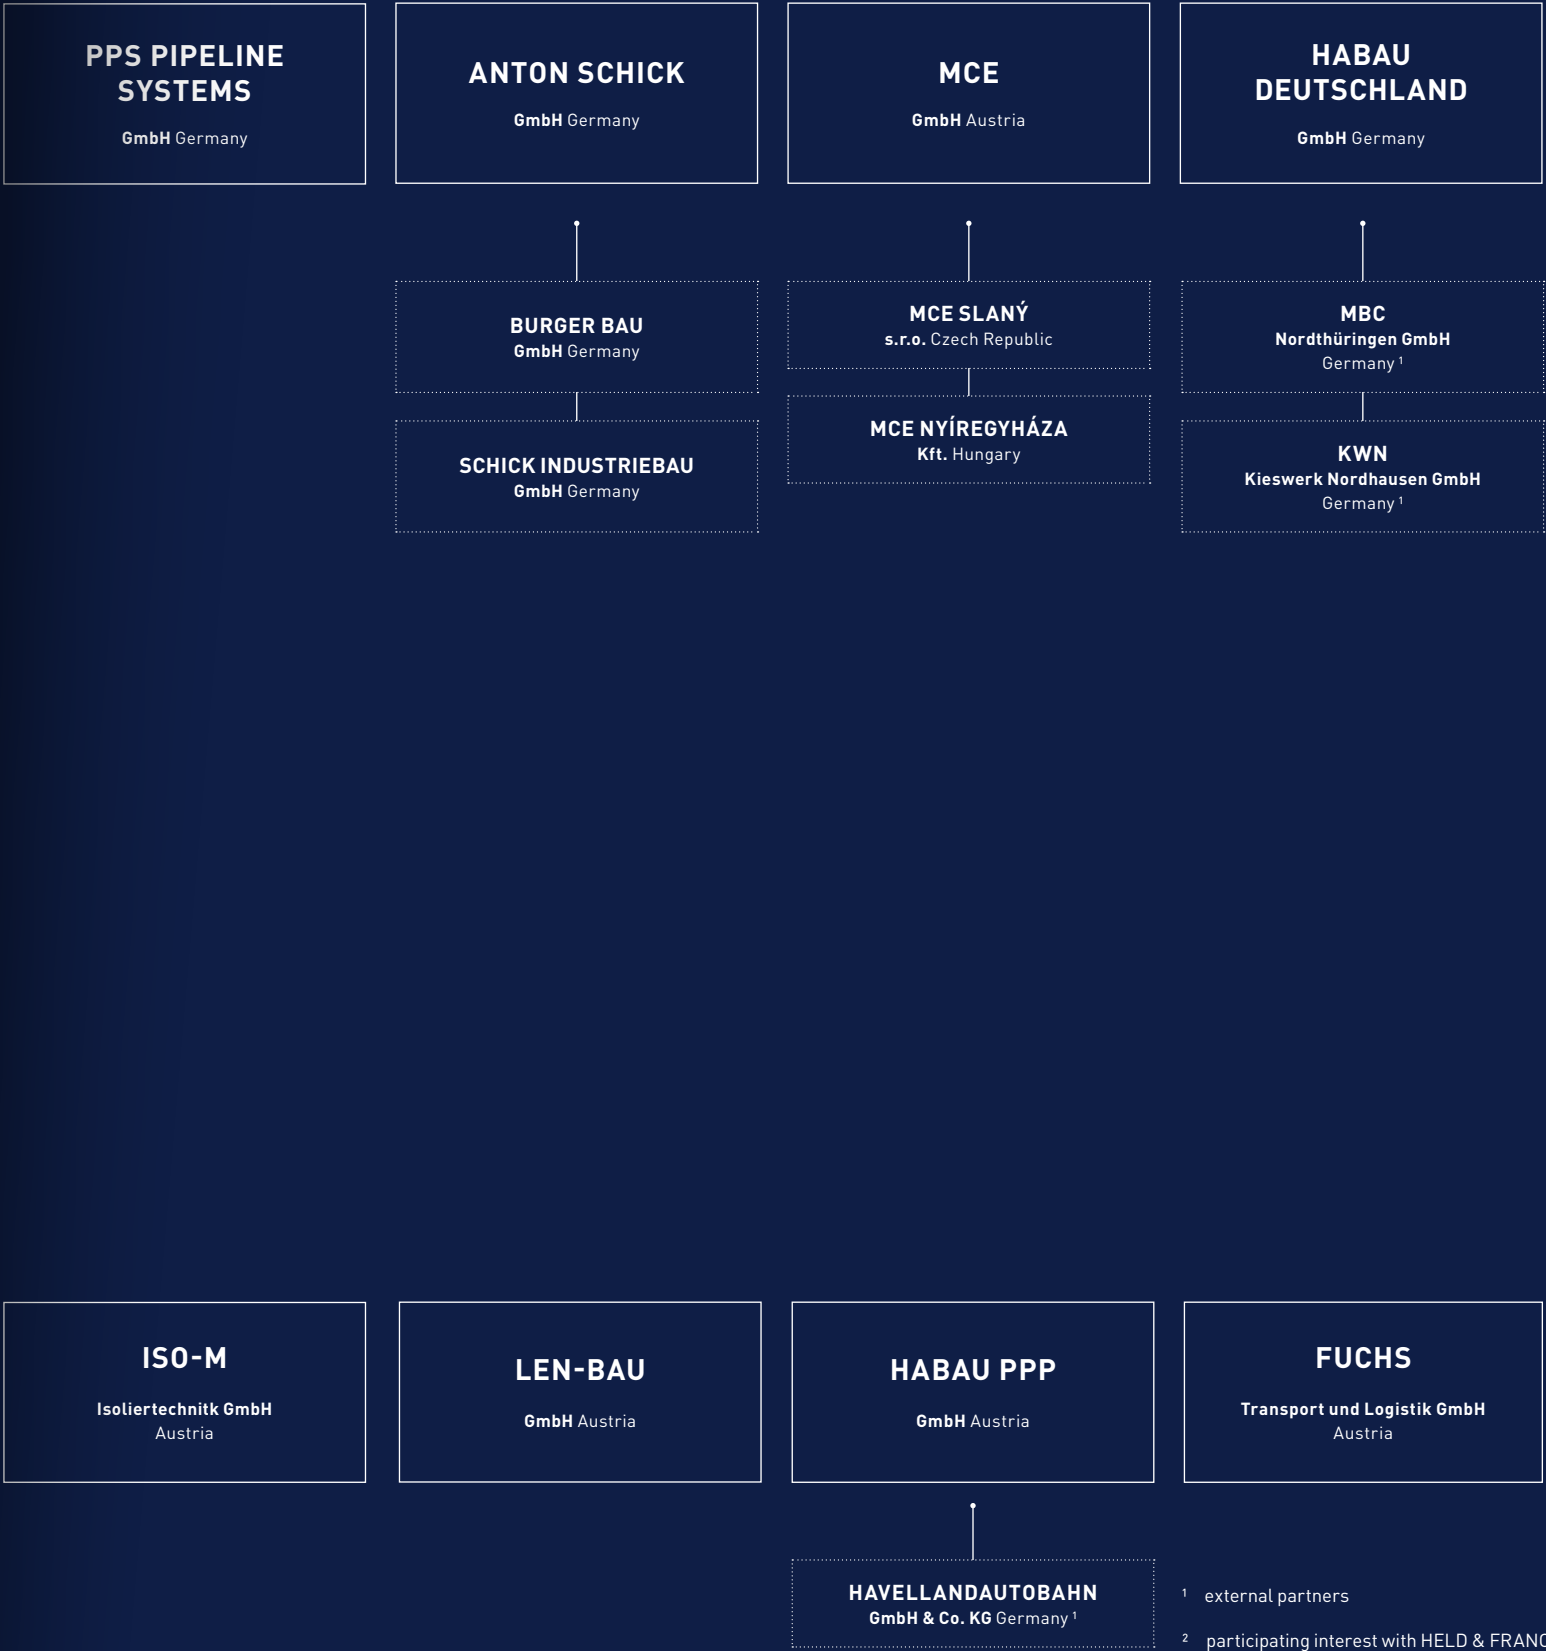 PPS PIPELINE
SYSTEMS
GmbH Germany
ANTON SCHICK
GmbH Germany
MCE
GmbH Austria
HABAU
DEUTSCHLAND
GmbH Germany
BURGER BAU
GmbH Germany
SCHICK INDUSTRIEBAU
GmbH Germany
MCE SLANÝ
s.r.o. Czech Republic
MCE NYÍREGYHÁZA
Kft. Hungary
MBC
Nordthüringen GmbH
Germany ¹
KWN
Kieswerk Nordhausen GmbH
Germany ¹
ISO-M
Isoliertechnitk GmbH
Austria
LEN-BAU
GmbH Austria
HABAU PPP
GmbH Austria
FUCHS
Transport und Logistik GmbH
Austria
HAVELLANDAUTOBAHN
GmbH & Co. KG Germany ¹
¹ external partners
² participating interest with HELD &